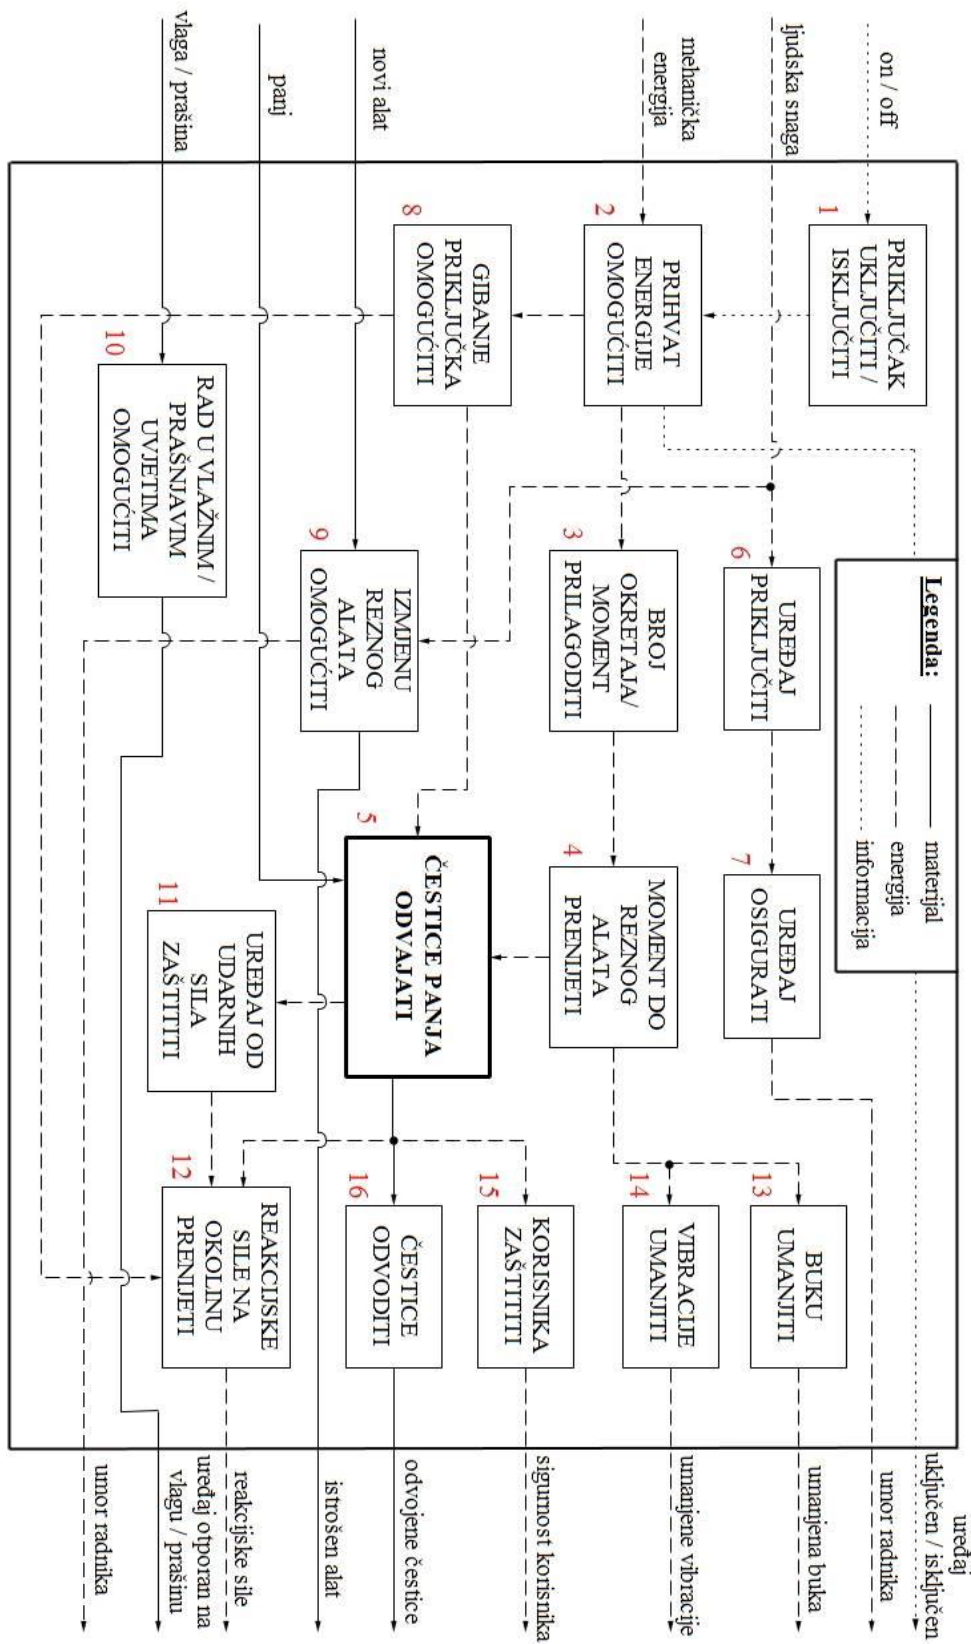 on / off
ljudska snaga
mehanička
energija
novi alat
panj
vlaga / prašina
PRIKLJUČAK
UKLJUČITI /
ISKLJUČITI
1
PRIHVAT
ENERGIJE
OMOGUĆITI
2
GIBANJE
PRIKLJUČKA
OMOGUĆITI
8
RAD U VLAŽNIM /
PRAŠNJAVIM
UVJETIMA
OMOGUĆITI
10
Legenda:
materijal
energija
informacija
UREĐAJ
PRIKLJUČITI
6
BROJ
OKRETAJA/
MOMENT
PRILAGODITI
3
IZMJENU
REZNOG
ALATA
OMOGUĆITI
9
UREĐAJ
OSIGURATI
7
MOMENT DO
REZNOG
ALATA
PRENIJETI
4
ČESTICE PANJA
ODVAJATI
5
UREĐAJ OD
UDARNIH
SILA
ZAŠTITITI
11
BUKU
UMANJITI
13
VIBRACIJE
UMANJITI
14
KORISNIKA
ZAŠTITITI
15
ČESTICE
ODVODITI
16
REAKCIJSKE
SILE NA
OKOLINU
PRENIJETI
12
uređaj
uključen / isključen
umor radnika
umanjena buka
umanjene vibracije
sigurnost korisnika
odvojene čestice
istrošen alat
reakcijske sile
uređaj otporan na
vlagu / prašinu
umor radnika